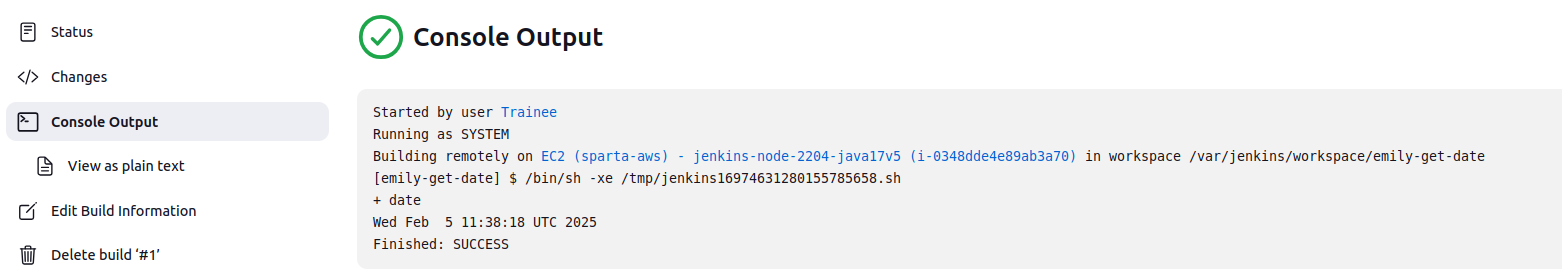 Status
Changes
Console Output
View as plain text
Edit Build Information
Delete build ‘#1’
Console Output
Started by user Trainee
Running as SYSTEM
Building remotely on EC2 (sparta-aws) - jenkins-node-2204-java17v5 (i-0348dde4e89ab3a70) in workspace /var/jenkins/workspace/emily-get-date
[emily-get-date] $ /bin/sh -xe /tmp/jenkins16974631280155785658.sh
+ date
Wed Feb  5 11:38:18 UTC 2025
Finished: SUCCESS